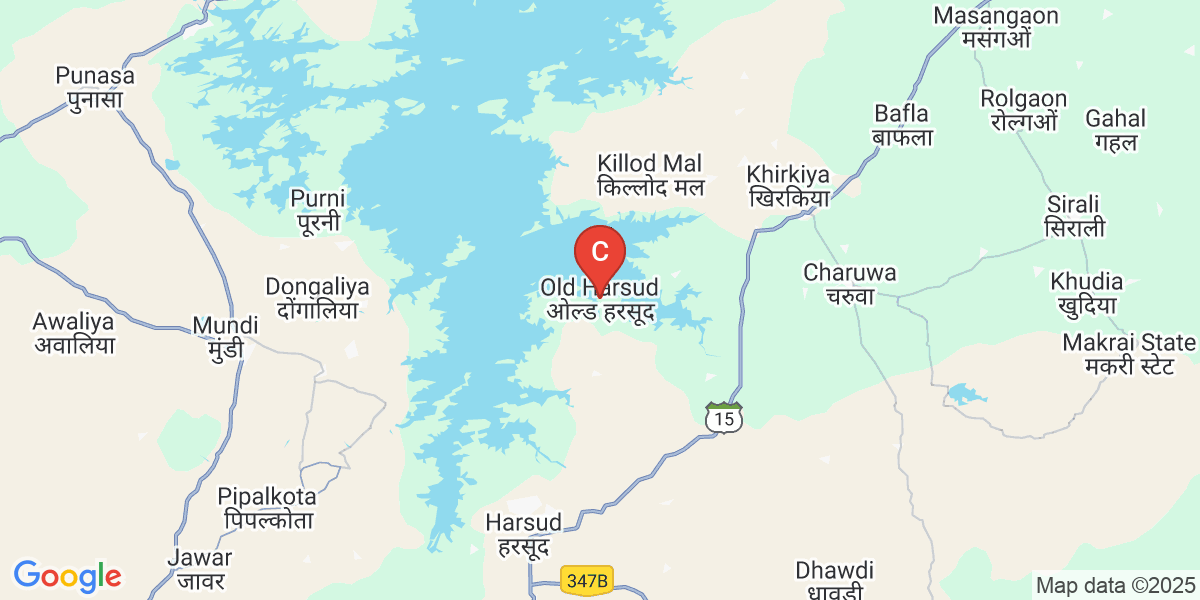 Masangaon
मसंगओं
Punasa
पुनासा
Rolgaon
रोल्गओं
Bafla
बाफला
Gahal
गहल
Killod Mal
किल्लोद मल
Khirkiya
खिरकिया
Purni
पूरनी
Sirali
सिराली
C
Charuwa
चरुवा
Old Harsud
ओल्ड हरसूद
Dongaliya
दोंगालिया
Khudia
खुदिया
Awaliya
अवालिया
Mundi
मुंडी
Makrai State
मकरी स्टेट
15
Pipalkota
पिपल्कोता
Harsud
हरसूद
Jawar
जावर
347B
Dhawdi
धावडी
Google
Map data ©2025